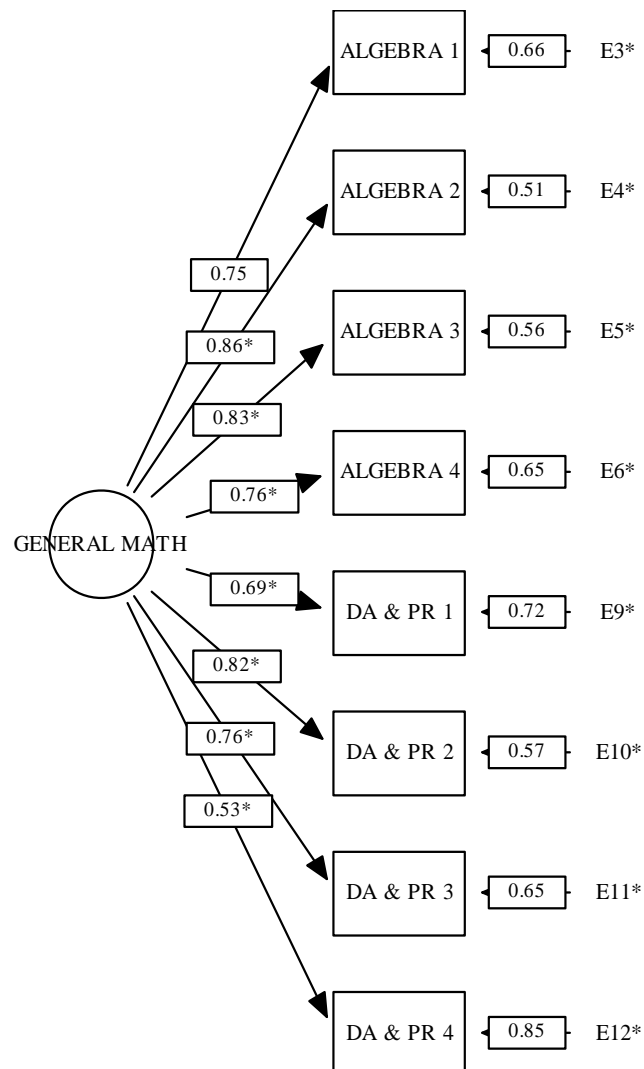 ALGEBRA 1 0.66 E3*
ALGEBRA 2 0.51 E4*
0.75
ALGEBRA 3 0.56 E5*
0.86*
0.83*
ALGEBRA 4 0.65 E6*
0.76*
GENERAL MATH
0.69*
DA & PR 1 0.72 E9*
0.82*
0.76*
DA & PR 2 0.57 E10*
0.53*
DA & PR 3 0.65 E11*
DA & PR 4 0.85 E12*